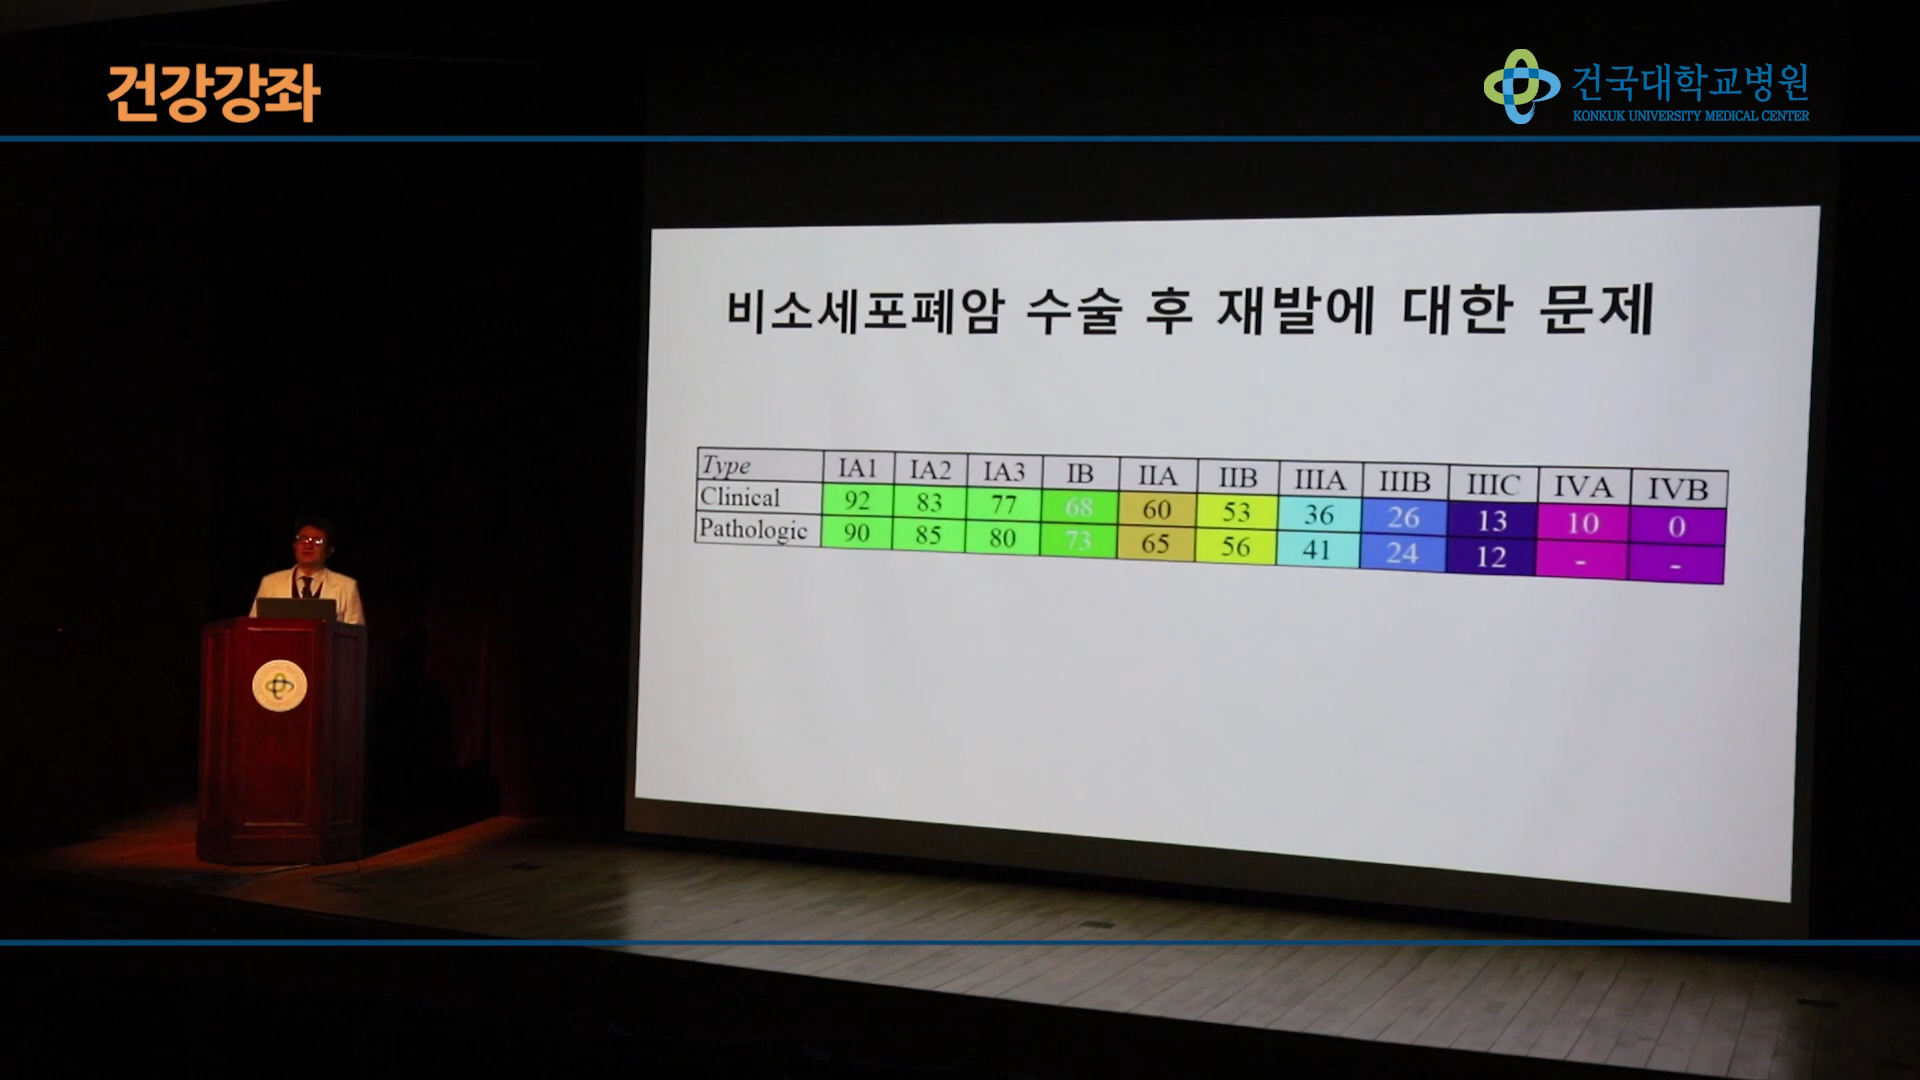 건강강좌
건국대학교병원
KONKUK UNIVERSITY MEDICAL CENTER
비소세포폐암 수술 후 재발에 대한 문제
Type IA1 IA2 IA3 IB IIA IIB IIIA IIIB IIIC IVA IVB
Clinical 92 83 77 68 60 53 36 26 13 10 0
Pathologic 90 85 80 73 65 56 41 24 12 - -